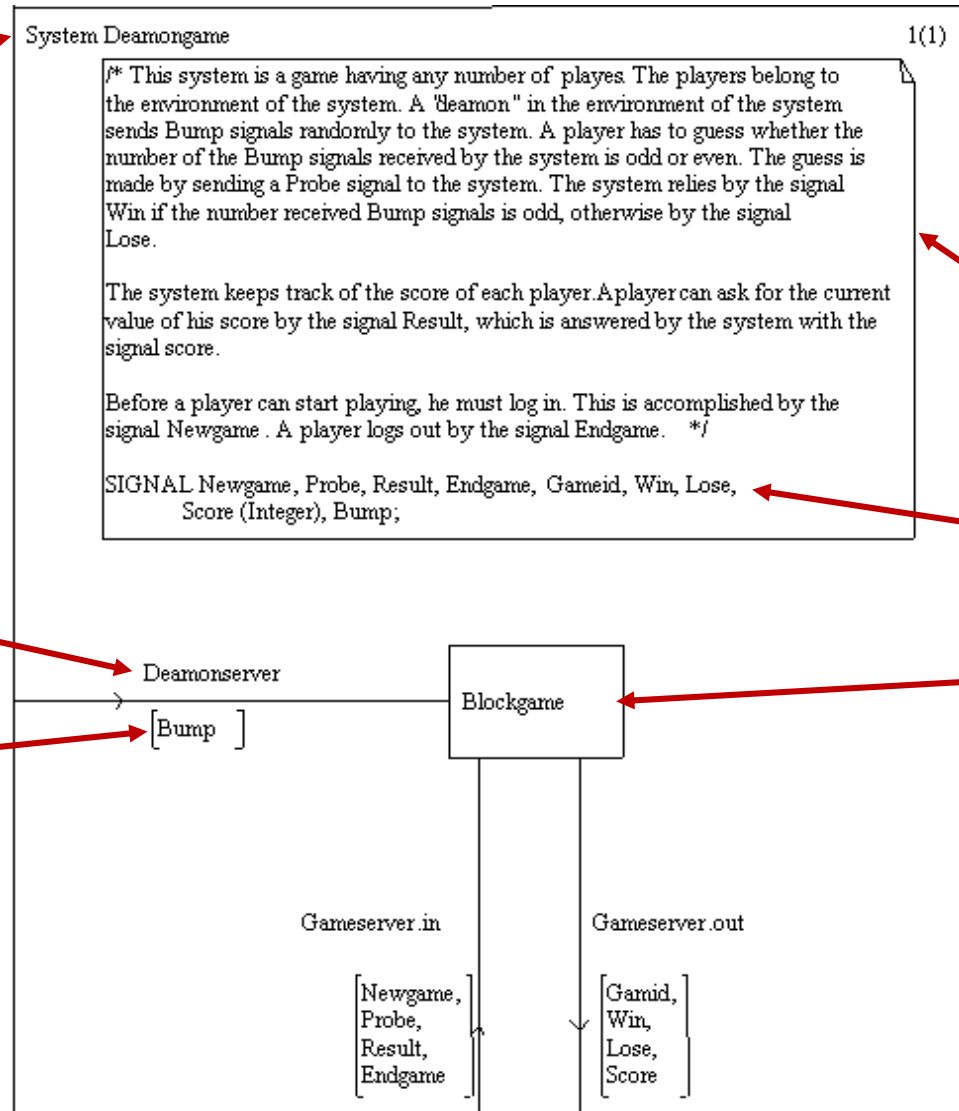 System Deamongame 1(1)
/* This system is a game having any number of playes. The players belong to
the environment of the system. A "deamon" in the environment of the system
sends Bump signals randomly to the system. A player has to guess whether the
number of the Bump signals received by the system is odd or even. The guess is
made by sending a Probe signal to the system. The system relies by the signal
Win if the number received Bump signals is odd, otherwise by the signal
Lose.
The system keeps track of the score of each player.Aplayer can ask for the current
value of his score by the signal Result, which is answered by the system with the
signal score.
Before a player can start playing, he must log in. This is accomplished by the
signal Newgame . A player logs out by the signal Endgame. */
SIGNAL Newgame, Probe, Result, Endgame, Gameid, Win, Lose,
Score (Integer), Bump;
Deamonserver
[Bump ]
Blockgame
Gameserver.in
Gameserver.out
Newgame,
Probe,
Result,
Endgame
Gamid,
Win,
Lose,
Score